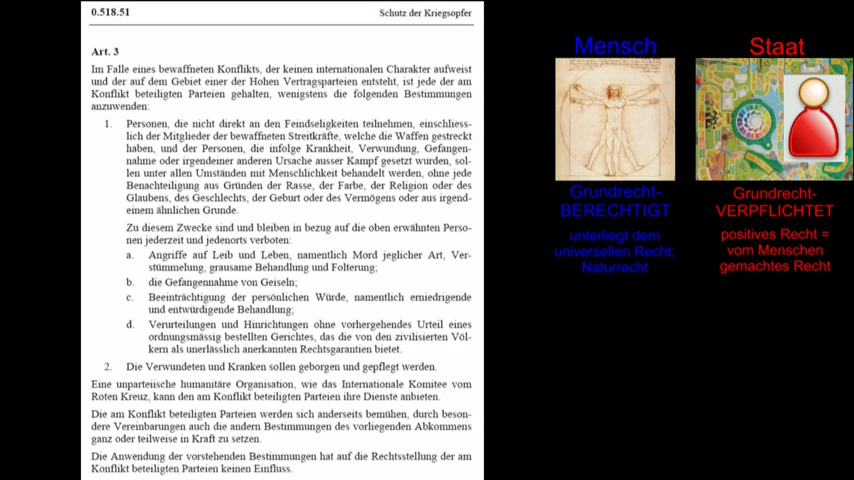 0.518.51 Schutz der Kriegsopfer
Art. 3
Im Falle eines bewaffneten Konflikts, der keinen internationalen Charakter aufweist
und der auf dem Gebiet einer der Hohen Vertragsparteien entsteht, ist jede der am
Konflikt beteiligten Parteien gehalten, wenigstens die folgenden Bestimmungen
anzuwenden:
1. Personen, die nicht direkt an den Feindseligkeiten teilnehmen, einschliess-
lich der Mitglieder der bewaffneten Streitkräfte, welche die Waffen gestreckt
haben, und der Personen, die infolge Krankheit, Verwundung, Gefangen-
nahme oder irgendeiner anderen Ursache ausser Kampf gesetzt wurden, sol-
len unter allen Umständen mit Menschlichkeit behandelt werden, ohne jede
Benachteiligung aus Gründen der Rasse, der Farbe, der Religion oder des
Glaubens, des Geschlechts, der Geburt oder des Vermögens oder aus irgend-
einem ähnlichen Grunde.
Zu diesem Zwecke sind und bleiben in bezug auf die oben erwähnten Perso-
nen jederzeit und jedenorts verboten:
a. Angriffe auf Leib und Leben, namentlich Mord jeglicher Art, Ver-
stümmelung, grausame Behandlung und Folterung;
b. die Gefangennahme von Geiseln;
c. Beeinträchtigung der persönlichen Würde, namentlich erniedrigende
und entwürdigende Behandlung;
d. Verurteilungen und Hinrichtungen ohne vorhergehendes Urteil eines
ordnungsmässig bestellten Gerichtes, das die von den zivilisierten Völ-
kern als unerlässlich anerkannten Rechtsgarantien bietet.
2. Die Verwundeten und Kranken sollen geborgen und gepflegt werden.
Eine unparteiische humanitäre Organisation, wie das Internationale Komitee vom
Roten Kreuz, kann den am Konflikt beteiligten Parteien ihre Dienste anbieten.
Die am Konflikt beteiligten Parteien werden sich anderseits bemühen, durch beson-
dere Vereinbarungen auch die andern Bestimmungen des vorliegenden Abkommens
ganz oder teilweise in Kraft zu setzen.
Die Anwendung der vorstehenden Bestimmungen hat auf die Rechtsstellung der am
Konflikt beteiligten Parteien keinen Einfluss.
Mensch
Grundrecht-
BERECHTIGT
unterliegt dem
universellen Recht;
Naturrecht
Staat
Grundrecht-
VERPFLICHTET
positives Recht =
vom Menschen
gemachtes Recht